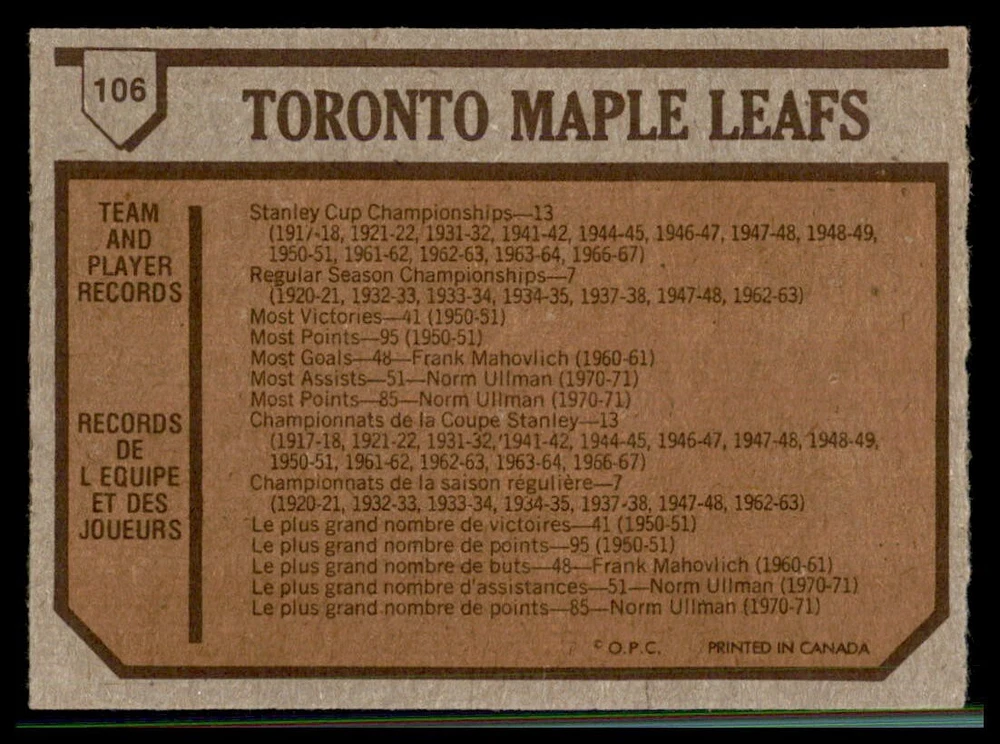 106
TORONTO MAPLE LEAFS
TEAM
AND
PLAYER
RECORDS
Stanley Cup Championships—13
(1917-18, 1921-22, 1931-32, 1941-42, 1944-45, 1946-47, 1947-48, 1948-49,
1950-51, 1961-62, 1962-63, 1963-64, 1966-67)
Regular Season Championships—7
(1920-21, 1932-33, 1933-34, 1934-35, 1937-38, 1947-48, 1962-63)
Most Victories—41 (1950-51)
Most Points—95 (1950-51)
Most Goals—48—Frank Mahovlich (1960-61)
Most Assists—51—Norm Ullman (1970-71)
Most Points—85—Norm Ullman (1970-71)
RECORDS
DE
L EQUIPE
ET DES
JOUEURS
Championnats de la Coupe Stanley—13
(1917-18, 1921-22, 1931-32, 1941-42, 1944-45, 1946-47, 1947-48, 1948-49,
1950-51, 1961-62, 1962-63, 1963-64, 1966-67)
Championnats de la saison régulière—7
(1920-21, 1932-33, 1933-34, 1934-35, 1937-38, 1947-48, 1962-63)
Le plus grand nombre de victoires—41 (1950-51)
Le plus grand nombre de points—95 (1950-51)
Le plus grand nombre de buts—48—Frank Mahovlich (1960-61)
Le plus grand nombre d'assistances—51—Norm Ullman (1970-71)
Le plus grand nombre de points—85—Norm Ullman (1970-71)
© O.P.C. PRINTED IN CANADA